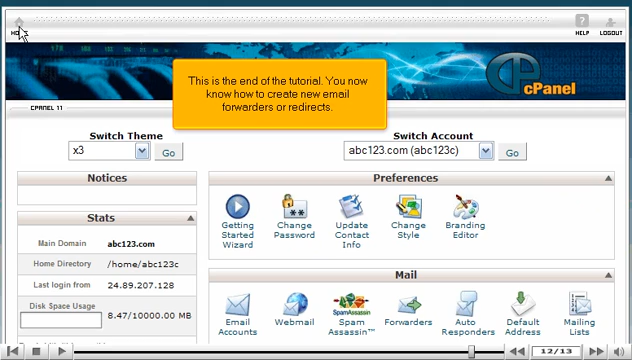 HOME
HELP
LOGOUT
This is the end of the tutorial. You now
know how to create new email
forwarders or redirects.
cPanel
CPANEL 11
Switch Theme
x3
Go
Switch Account
abc123.com (abc123c)
Go
Notices
Stats
Main Domain abc123.com
Home Directory /home/abc123c
Last login from 24.89.207.128
Disk Space Usage
8.47/10000.00 MB
Preferences
Getting
Started
Wizard
Change
Password
Update
Contact
Info
Change
Style
Branding
Editor
Mail
SpamAssassin
Email
Accounts
Webmail
Spam
Assassin™
Forwarders
Auto
Responders
Default
Address
Mailing
Lists
12/13